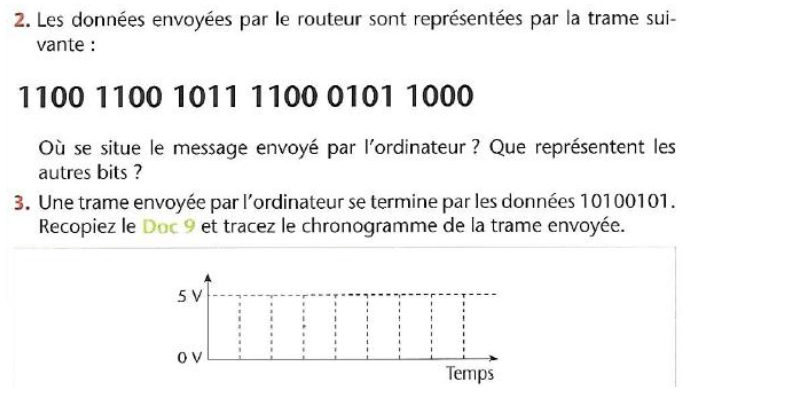 2. Les données envoyées par le routeur sont représentées par la trame sui-
vante :
1100 1100 1011 1100 0101 1000
Où se situe le message envoyé par l'ordinateur ? Que représentent les
autres bits ?
3. Une trame envoyée par l'ordinateur se termine par les données 10100101.
Recopiez le Doc 9 et tracez le chronogramme de la trame envoyée.
5 V
0 V
Temps